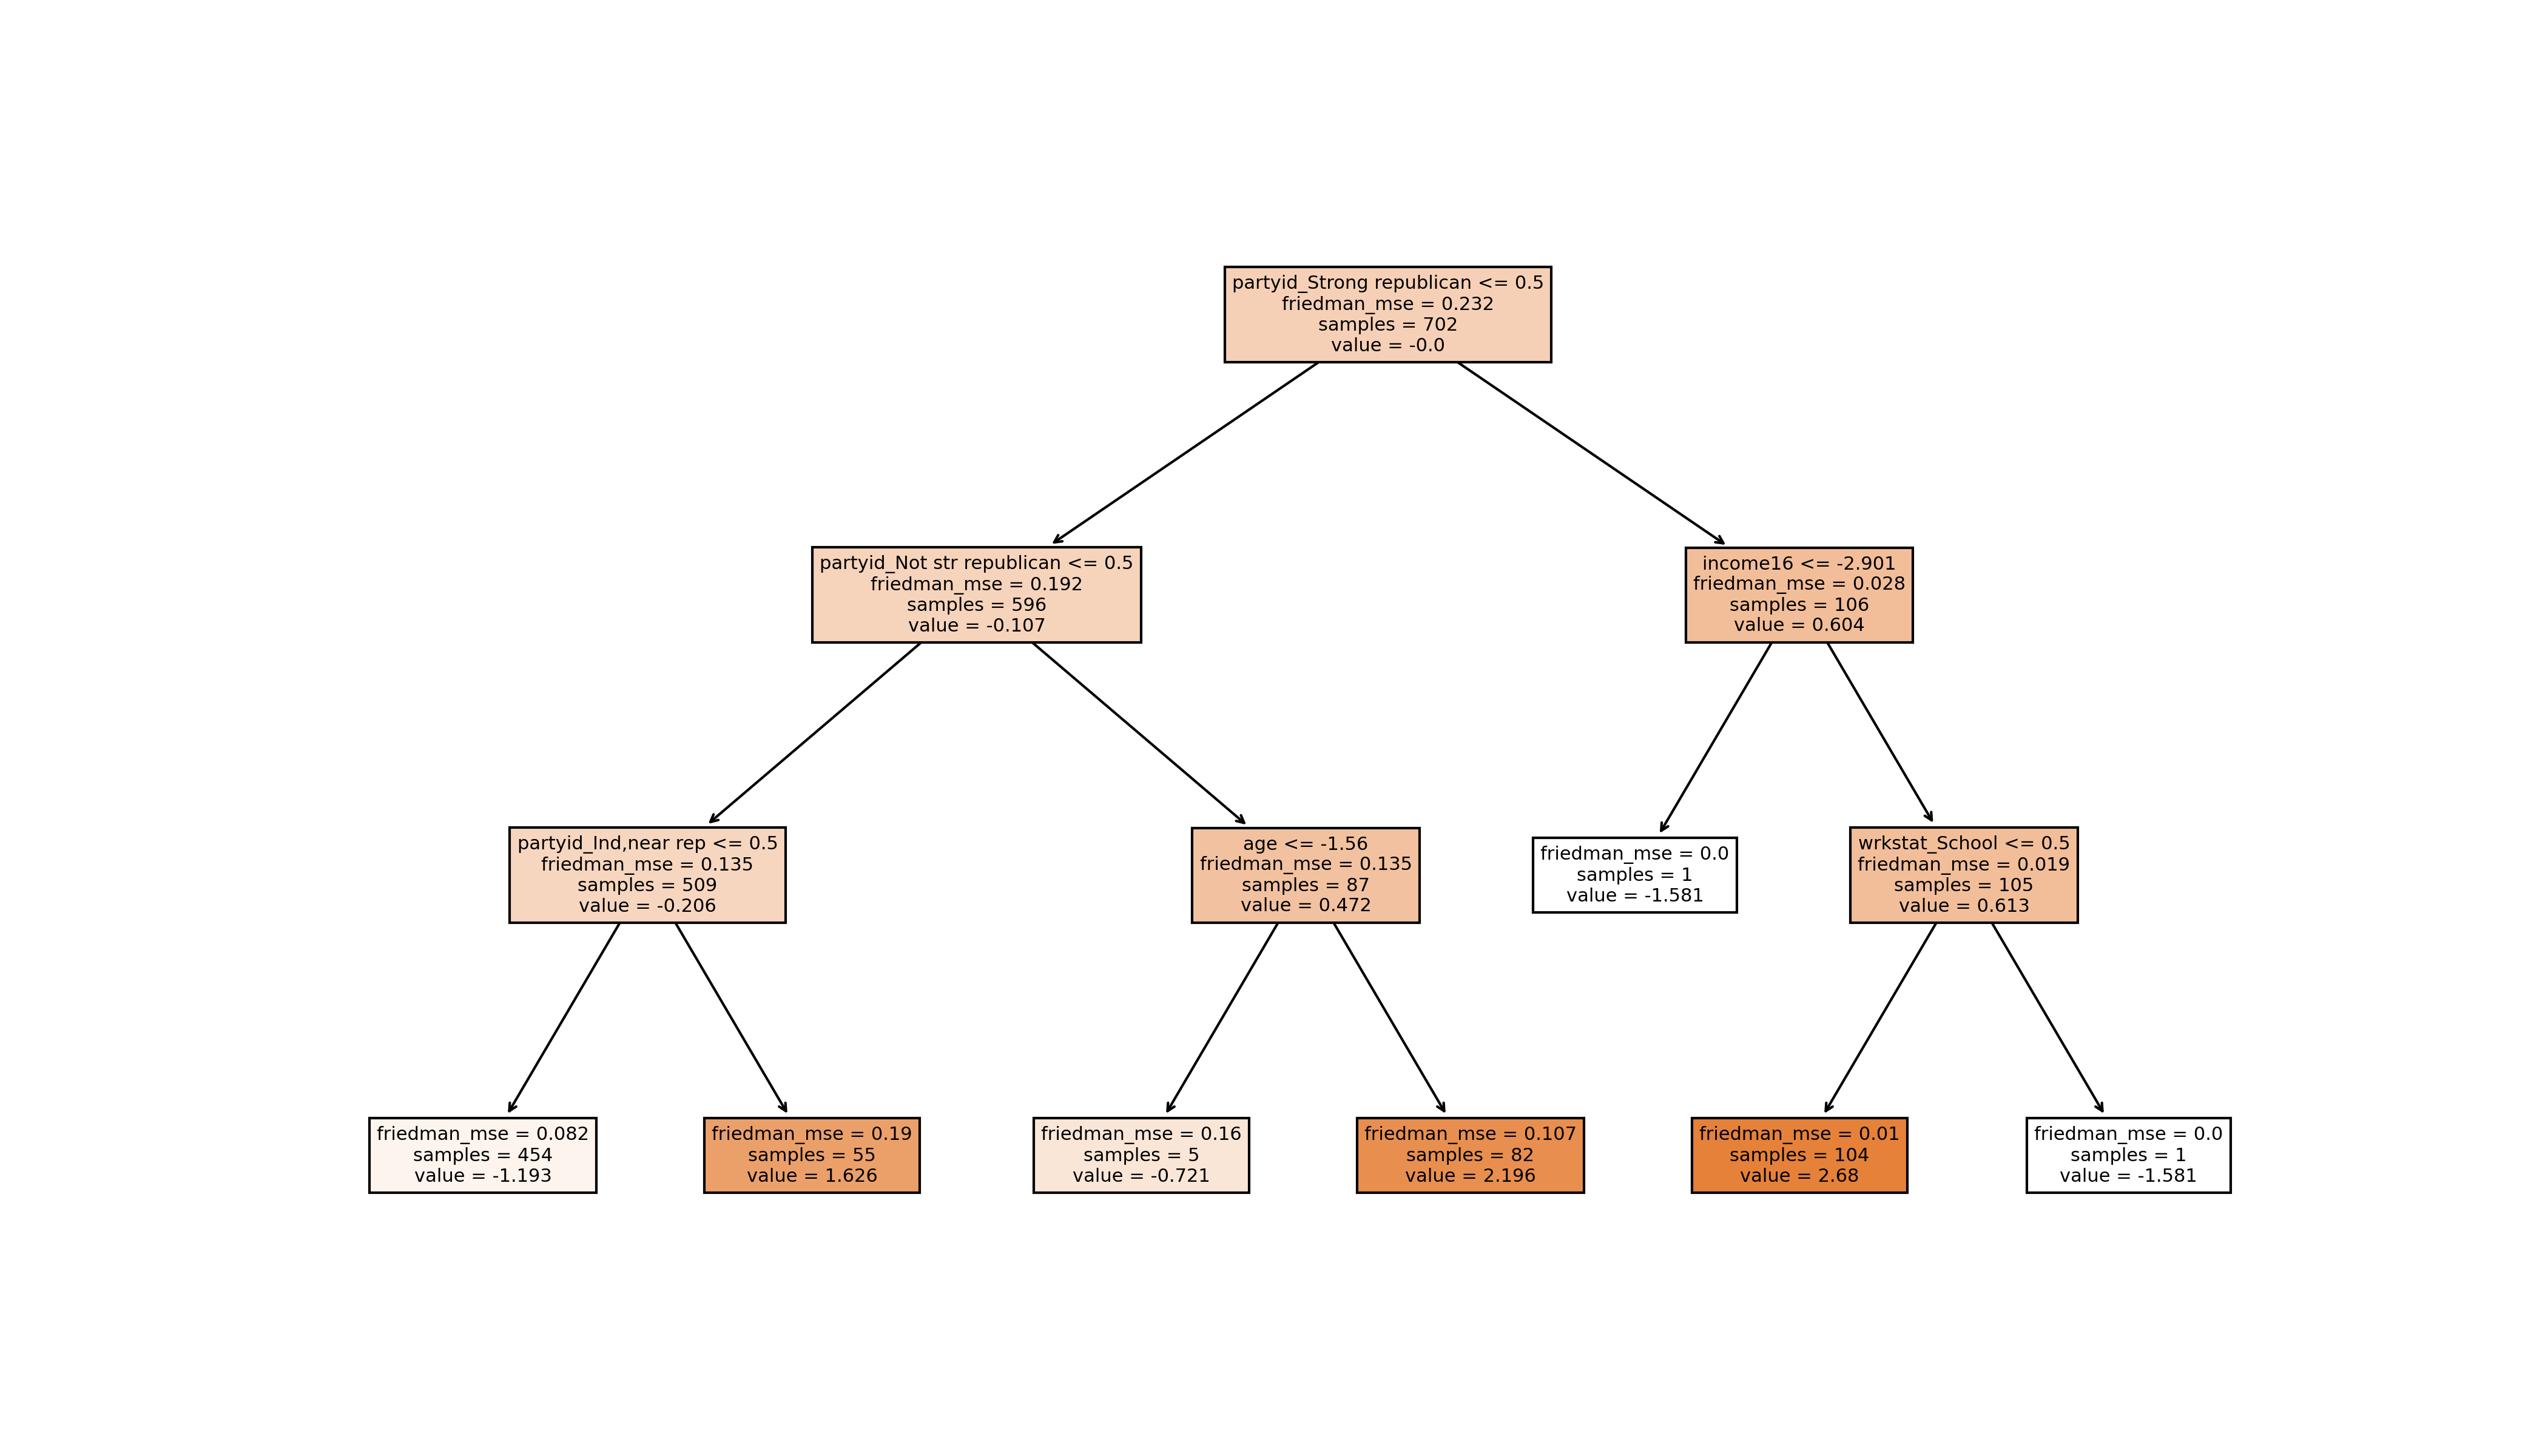 partyid_Strong republican <= 0.5
friedman_mse = 0.232
samples = 702
value = -0.0
partyid_Not str republican <= 0.5
friedman_mse = 0.192
samples = 596
value = -0.107
income16 <= -2.901
friedman_mse = 0.028
samples = 106
value = 0.604
partyid_Ind,near rep <= 0.5
friedman_mse = 0.135
samples = 509
value = -0.206
age <= -1.56
friedman_mse = 0.135
samples = 87
value = 0.472
friedman_mse = 0.0
samples = 1
value = -1.581
wrkstat_School <= 0.5
friedman_mse = 0.019
samples = 105
value = 0.613
friedman_mse = 0.082
samples = 454
value = -1.193
friedman_mse = 0.19
samples = 55
value = 1.626
friedman_mse = 0.16
samples = 5
value = -0.721
friedman_mse = 0.107
samples = 82
value = 2.196
friedman_mse = 0.01
samples = 104
value = 2.68
friedman_mse = 0.0
samples = 1
value = -1.581